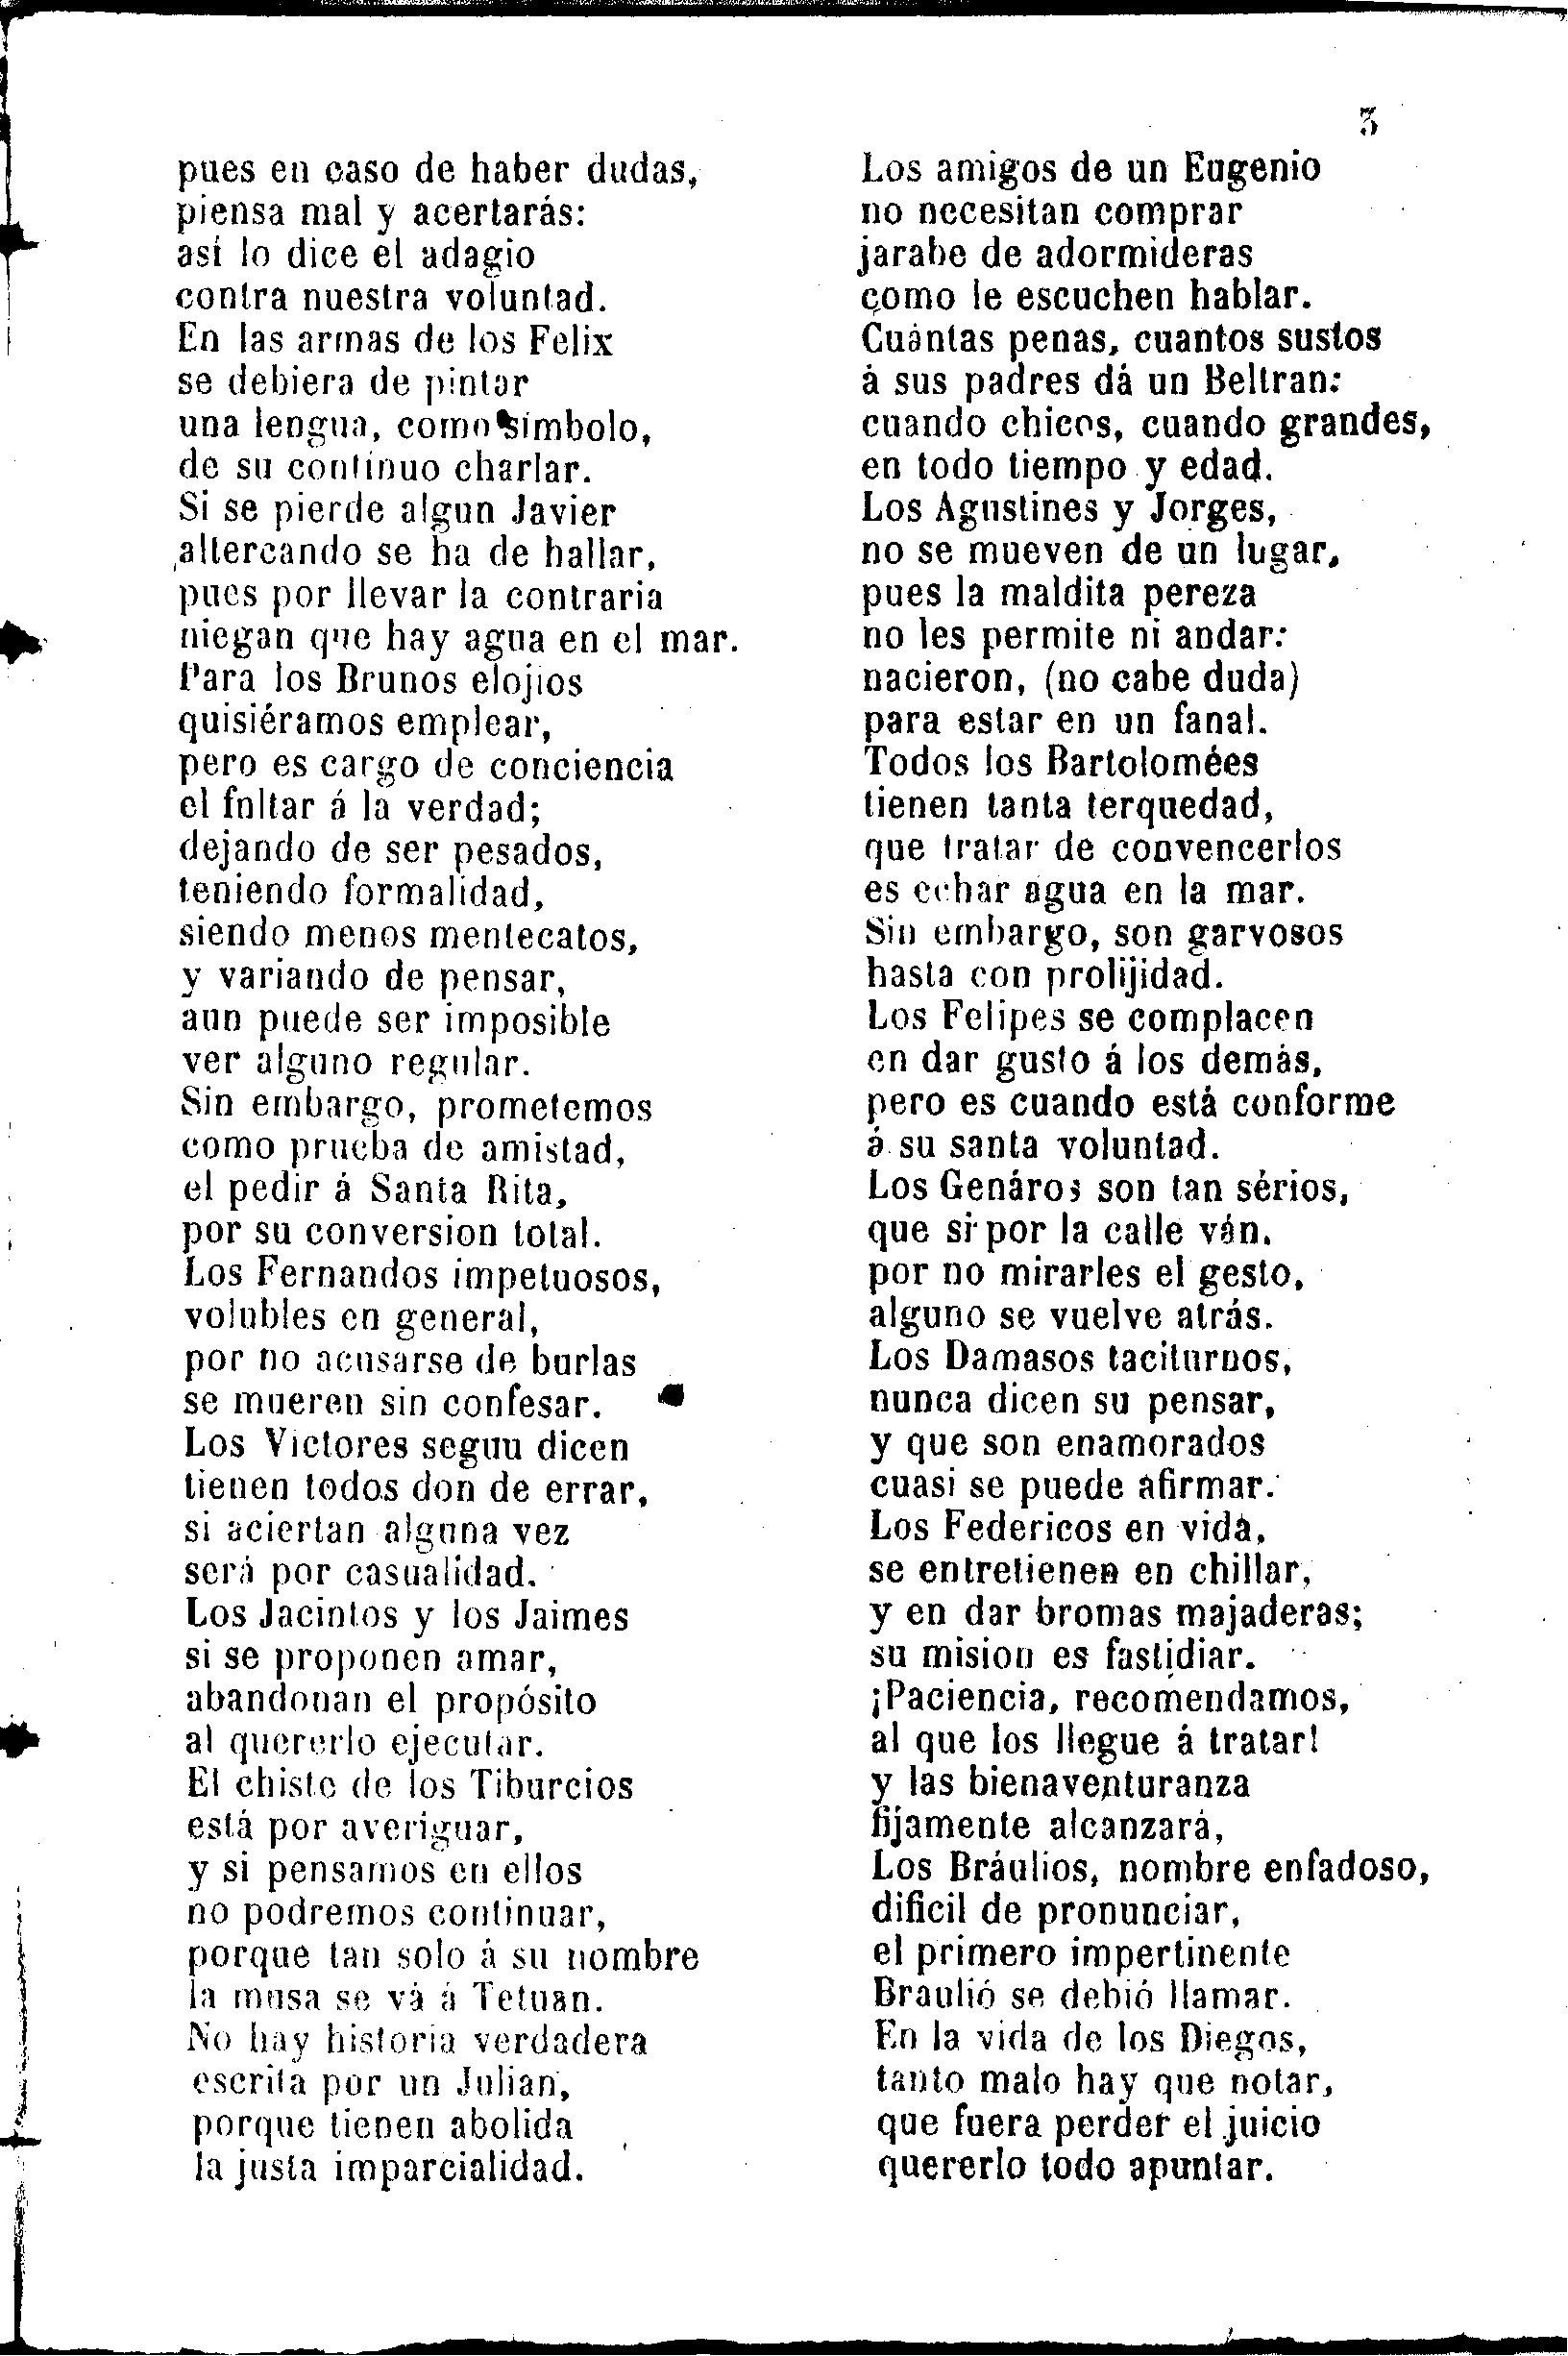 3
pues en caso de haber dudas,
piensa mal y acertarás:
así lo dice el adagio
contra nuestra voluntad.
En las armas de los Felix
se debiera de pintar
una lengua, como símbolo,
de su contínuo charlar.
Si se pierde algun Javier
altercando se ha de hallar,
pues por llevar la contraria
niegan que hay agua en el mar.
Para los Brunos elojios
quisiéramos emplear,
pero es cargo de conciencia
el faltar á la verdad;
dejando de ser pesados,
teniendo formalidad,
siendo menos mentecatos,
y variando de pensar,
aun puede ser imposible
ver alguno regular.
Sin embargo, prometemos
como prueba de amistad,
el pedir á Santa Rita,
por su conversion total.
Los Fernandos impetuosos,
volubles en general,
por no acusarse de burlas
se mueren sin confesar.
Los Victores seguu dicen
tienen todos don de errar,
si aciertan alguna vez
será por casualidad.
Los Jacintos y los Jaimes
si se proponen amar,
abandonan el propósito
al quererlo ejecutar.
El chiste de los Tiburcios
está por averiguar,
y si pensamos en ellos
no podremos continuar,
porque tan solo á su nombre
la musa se vá á Tetuan.
No hay historia verdadera
escrita por un Julian,
porque tienen abolida
la justa imparcialidad.
Los amigos de un Eugenio
no necesitan comprar
jarabe de adormideras
como le escuchen hablar.
Cuántas penas, cuantos sustos
á sus padres dá un Beltran:
cuando chicos, cuando grandes,
en todo tiempo y edad.
Los Agustines y Jorges,
no se mueven de un lugar,
pues la maldita pereza
no les permite ni andar:
nacieron, (no cabe duda)
para estar en un fanal.
Todos los Bartolomées
tienen tanta terquedad,
que tratar de convencerlos
es echar agua en la mar.
Sin embargo, son garvosos
hasta con prolijidad.
Los Felipes se complacen
en dar gusto á los demás,
pero es cuando está conforme
á su santa voluntad.
Los Genáros son tan sérios,
que si por la calle ván,
por no mirarles el gesto,
alguno se vuelve atrás.
Los Damasos taciturnos,
nunca dicen su pensar,
y que son enamorados
cuasi se puede afirmar.
Los Federicos en vida,
se entretienen en chillar,
y en dar bromas majaderas;
su mision es fastidiar.
¡Paciencia, recomendamos,
al que los llegue á tratar!
y las bienaventuranza
fijamente alcanzará,
Los Bráulios, nombre enfadoso,
dificil de pronunciar,
el primero impertinente
Braulió se debió llamar.
En la vida de los Diegos,
tanto malo hay que notar,
que fuera perder el juicio
quererlo todo apuntar.